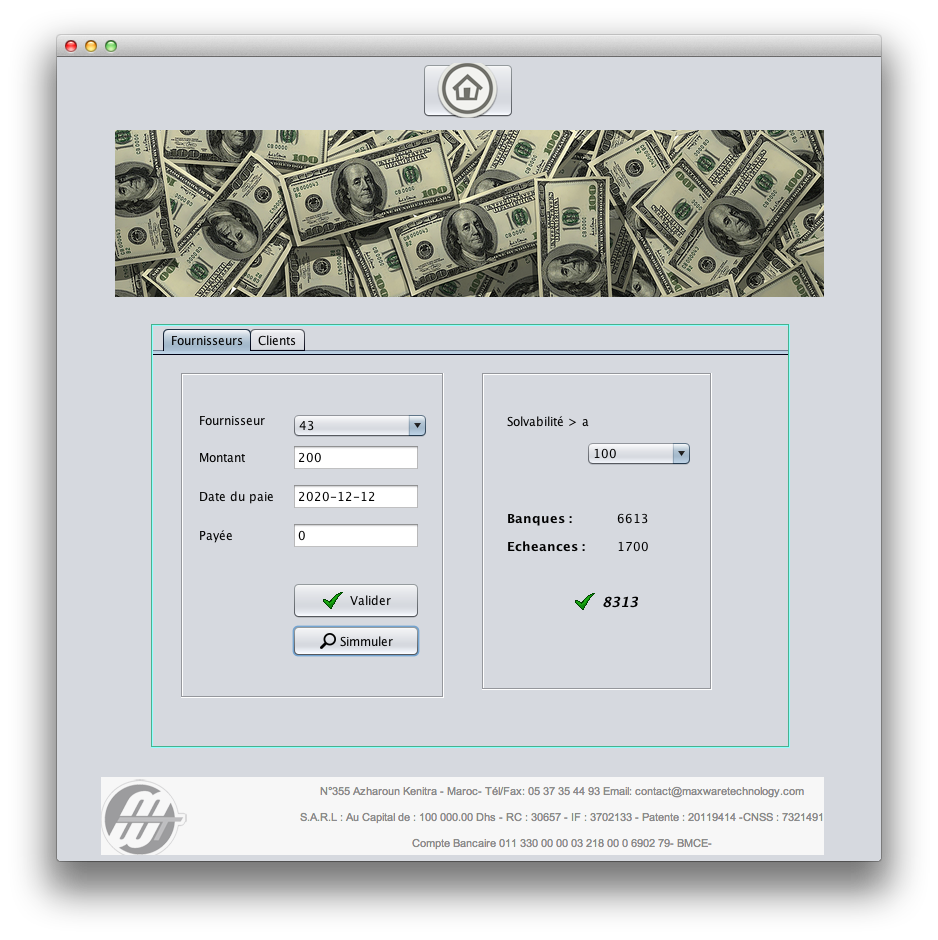 Fournisseurs
Clients
Fournisseur
43
Montant
200
Date du paie
2020-12-12
Payée
0
Valider
Simmuler
Solvabilité > a
100
Banques : 6613
Echeances : 1700
8313
N°355 Azharoun Kenitra - Maroc- Tél/Fax: 05 37 35 44 93 Email: contact@maxwaretechnology.com
S.A.R.L : Au Capital de : 100 000.00 Dhs - RC : 30657 - IF : 3702133 - Patente : 20119414 -CNSS : 7321491
Compte Bancaire 011 330 00 00 03 218 00 0 6902 79- BMCE-